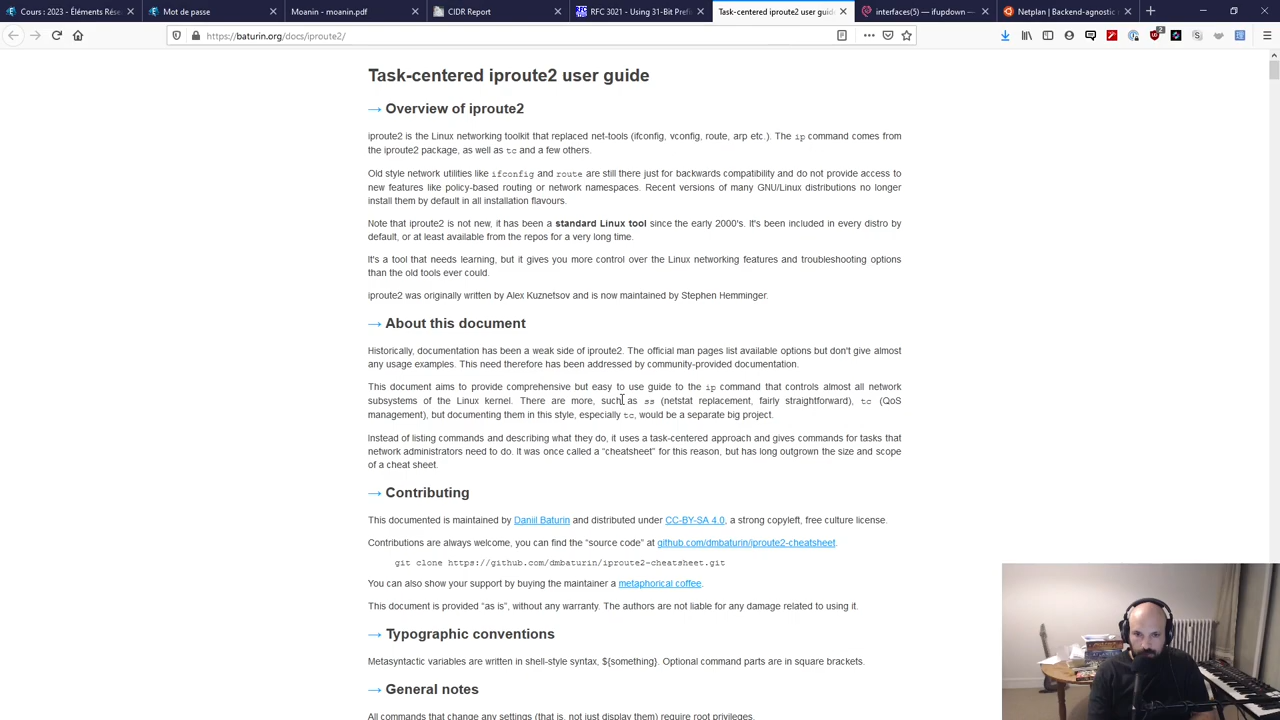 Cours : 2023 - Éléments Rése
Mot de passe
Moanin - moanin.pdf
CIDR Report
RFC 3021 - Using 31-Bit Prefi
Task-centered iproute2 user guid
interfaces(5) — ifupdown —
Netplan | Backend-agnostic
https://baturin.org/docs/iproute2/
2
Task-centered iproute2 user guide
→ Overview of iproute2
iproute2 is the Linux networking toolkit that replaced net-tools (ifconfig, vconfig, route, arp etc.). The ip command comes from
the iproute2 package, as well as tc and a few others.
Old style network utilities like ifconfig and route are still there just for backwards compatibility and do not provide access to
new features like policy-based routing or network namespaces. Recent versions of many GNU/Linux distributions no longer
install them by default in all installation flavours.
Note that iproute2 is not new, it has been a standard Linux tool since the early 2000's. It's been included in every distro by
default, or at least available from the repos for a very long time.
It's a tool that needs learning, but it gives you more control over the Linux networking features and troubleshooting options
than the old tools ever could.
iproute2 was originally written by Alex Kuznetsov and is now maintained by Stephen Hemminger.
→ About this document
Historically, documentation has been a weak side of iproute2. The official man pages list available options but don't give almost
any usage examples. This need therefore has been addressed by community-provided documentation.
This document aims to provide comprehensive but easy to use guide to the ip command that controls almost all network
subsystems of the Linux kernel. There are more, such as ss (netstat replacement, fairly straightforward), tc (QoS
management), but documenting them in this style, especially tc, would be a separate big project.
Instead of listing commands and describing what they do, it uses a task-centered approach and gives commands for tasks that
network administrators need to do. It was once called a “cheatsheet” for this reason, but has long outgrown the size and scope
of a cheat sheet.
→ Contributing
This documented is maintained by Daniil Baturin and distributed under CC-BY-SA 4.0, a strong copyleft, free culture license.
Contributions are always welcome, you can find the “source code” at github.com/dmbaturin/iproute2-cheatsheet.
git clone https://github.com/dmbaturin/iproute2-cheatsheet.git
You can also show your support by buying the maintainer a metaphorical coffee.
This document is provided “as is”, without any warranty. The authors are not liable for any damage related to using it.
→ Typographic conventions
Metasyntactic variables are written in shell-style syntax, ${something}. Optional command parts are in square brackets.
→ General notes
All commands that change any settings (that is, not just display them) require root privileges.